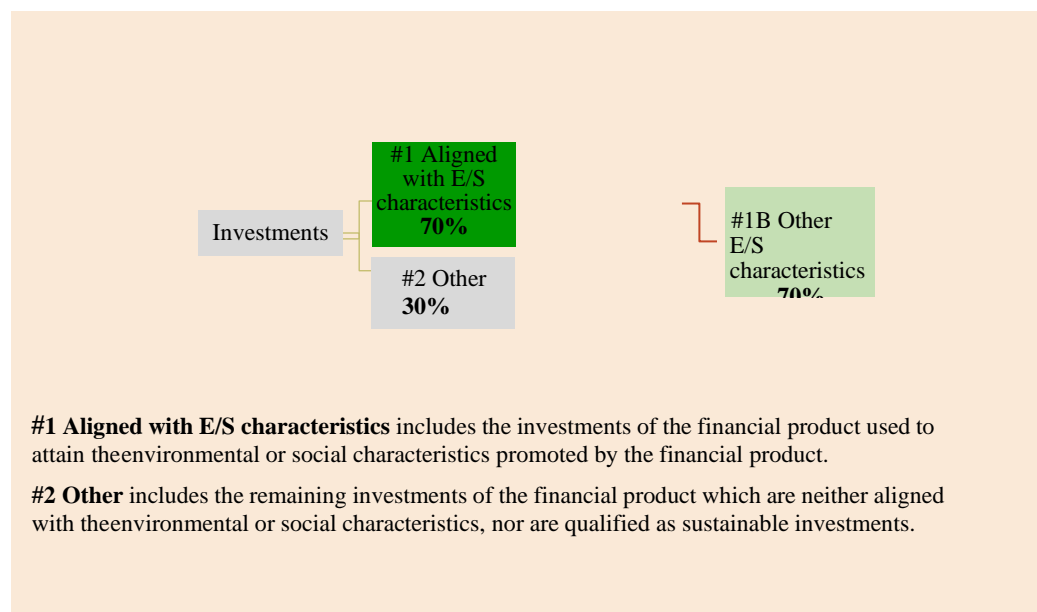 #1 Aligned
with E/S
characteristics
70%
Investments
#2 Other
30%
#1B Other
E/S
characteristics
70%
#1 Aligned with E/S characteristics includes the investments of the financial product used to
attain theenvironmental or social characteristics promoted by the financial product.
#2 Other includes the remaining investments of the financial product which are neither aligned
with theenvironmental or social characteristics, nor are qualified as sustainable investments.